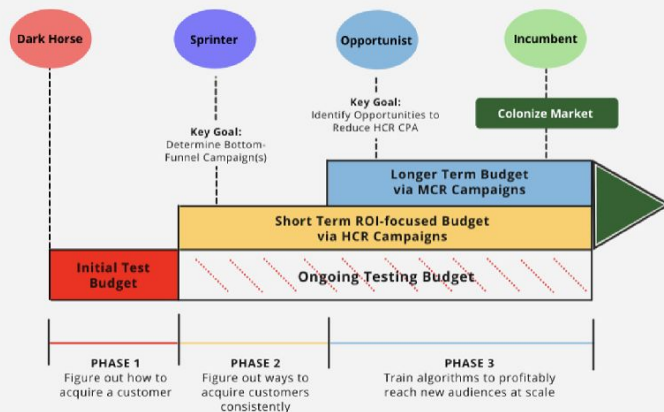 Dark Horse
Sprinter
Opportunist
Incumbent
Key Goal:
Determine Bottom-
Funnel Campaign(s)
Key Goal:
Identify Opportunities to
Reduce HCR CPA
Colonize Market
Longer Term Budget
via MCR Campaigns
Short Term ROI-focused Budget
via HCR Campaigns
Initial Test
Budget
Ongoing Testing Budget
PHASE 1
Figure out how to
acquire a customer
PHASE 2
Figure out ways to
acquire customers
consistently
PHASE 3
Train algorithms to profitably
reach new audiences at scale